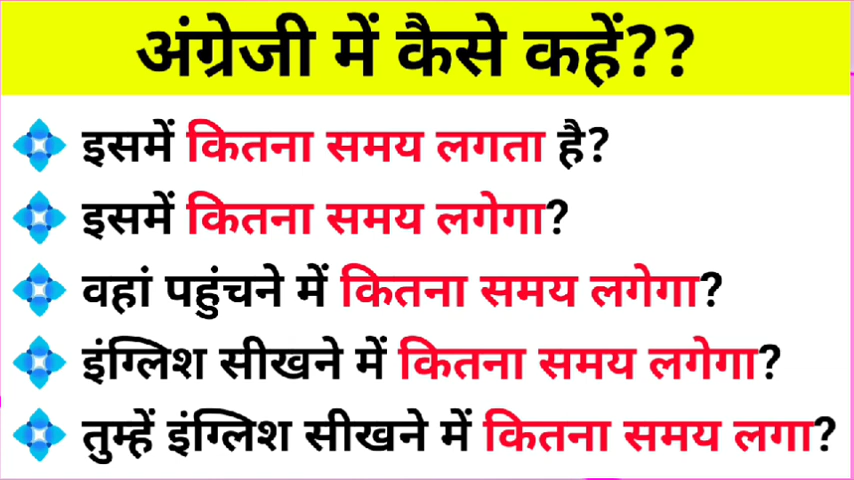 अंग्रेजी में कैसे कहें??
इसमें कितना समय लगता है?
इसमें कितना समय लगेगा?
वहां पहुंचने में कितना समय लगेगा?
इंग्लिश सीखने में कितना समय लगेगा?
तुम्हें इंग्लिश सीखने में कितना समय लगा?